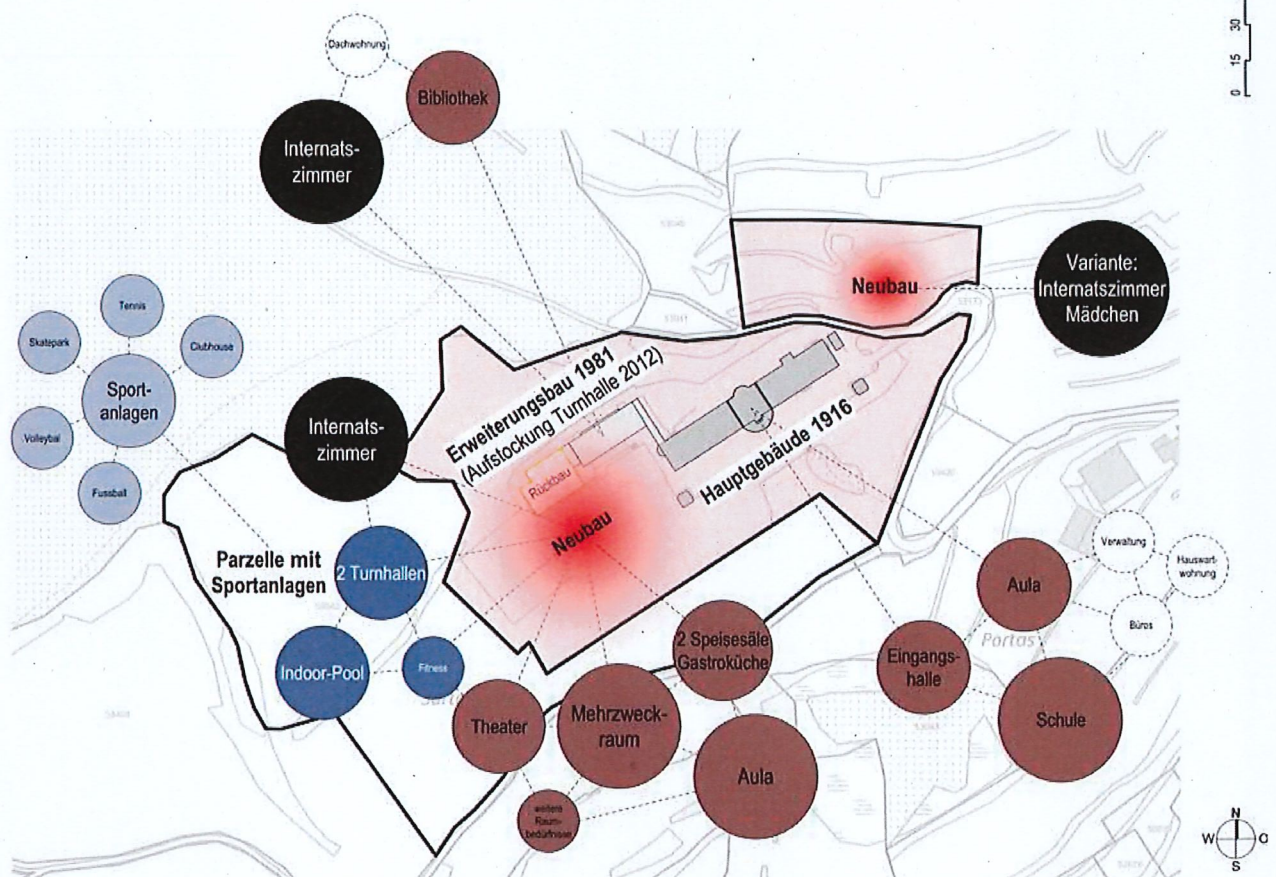 30
15
0
Dachwohnung
Bibliothek
Internats-
zimmer
Neubau
Variante:
Internatszimmer
Mädchen
Tennis
Skatepark
Clubhouse
Sport-
anlagen
Volleybal
Fussball
Internats-
zimmer
Erweiterungsbau 1981
(Aufstockung Turnhalle 2012)
Rückbau
Hauptgebäude 1916
Neubau
Parzelle mit
Sportanlagen
2 Turnhallen
Indoor-Pool
Fitness
Theater
Mehrzweck-
raum
2 Speisesäle
Gastroküche
Aula
weitere
Raum-
bedürfnisse
Aula
Eingangs-
halle
Schule
Verwaltung
Hauswart-
wohnung
Büros
Portas
N
W
O
S